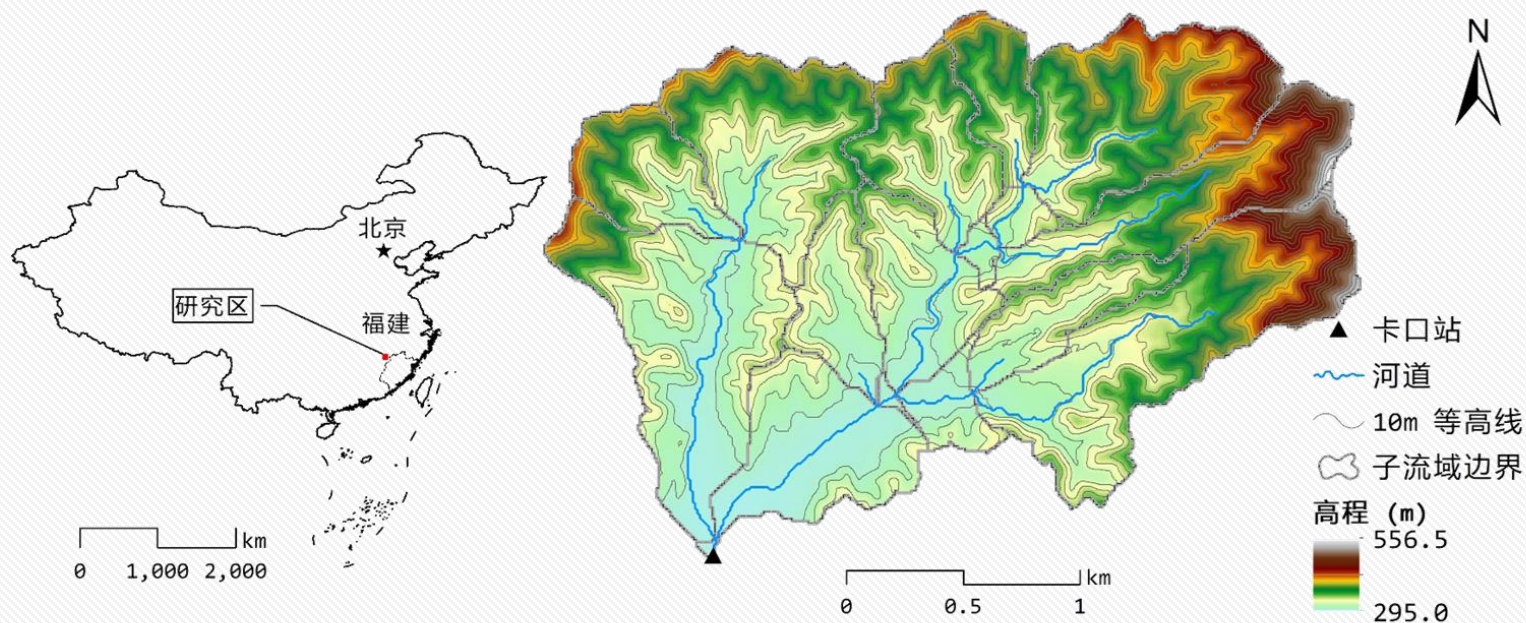 北京
研究区
福建
km
0 1,000 2,000
N
卡口站
河道
10m 等高线
子流域边界
高程 (m)
556.5
295.0
km
0 0.5 1